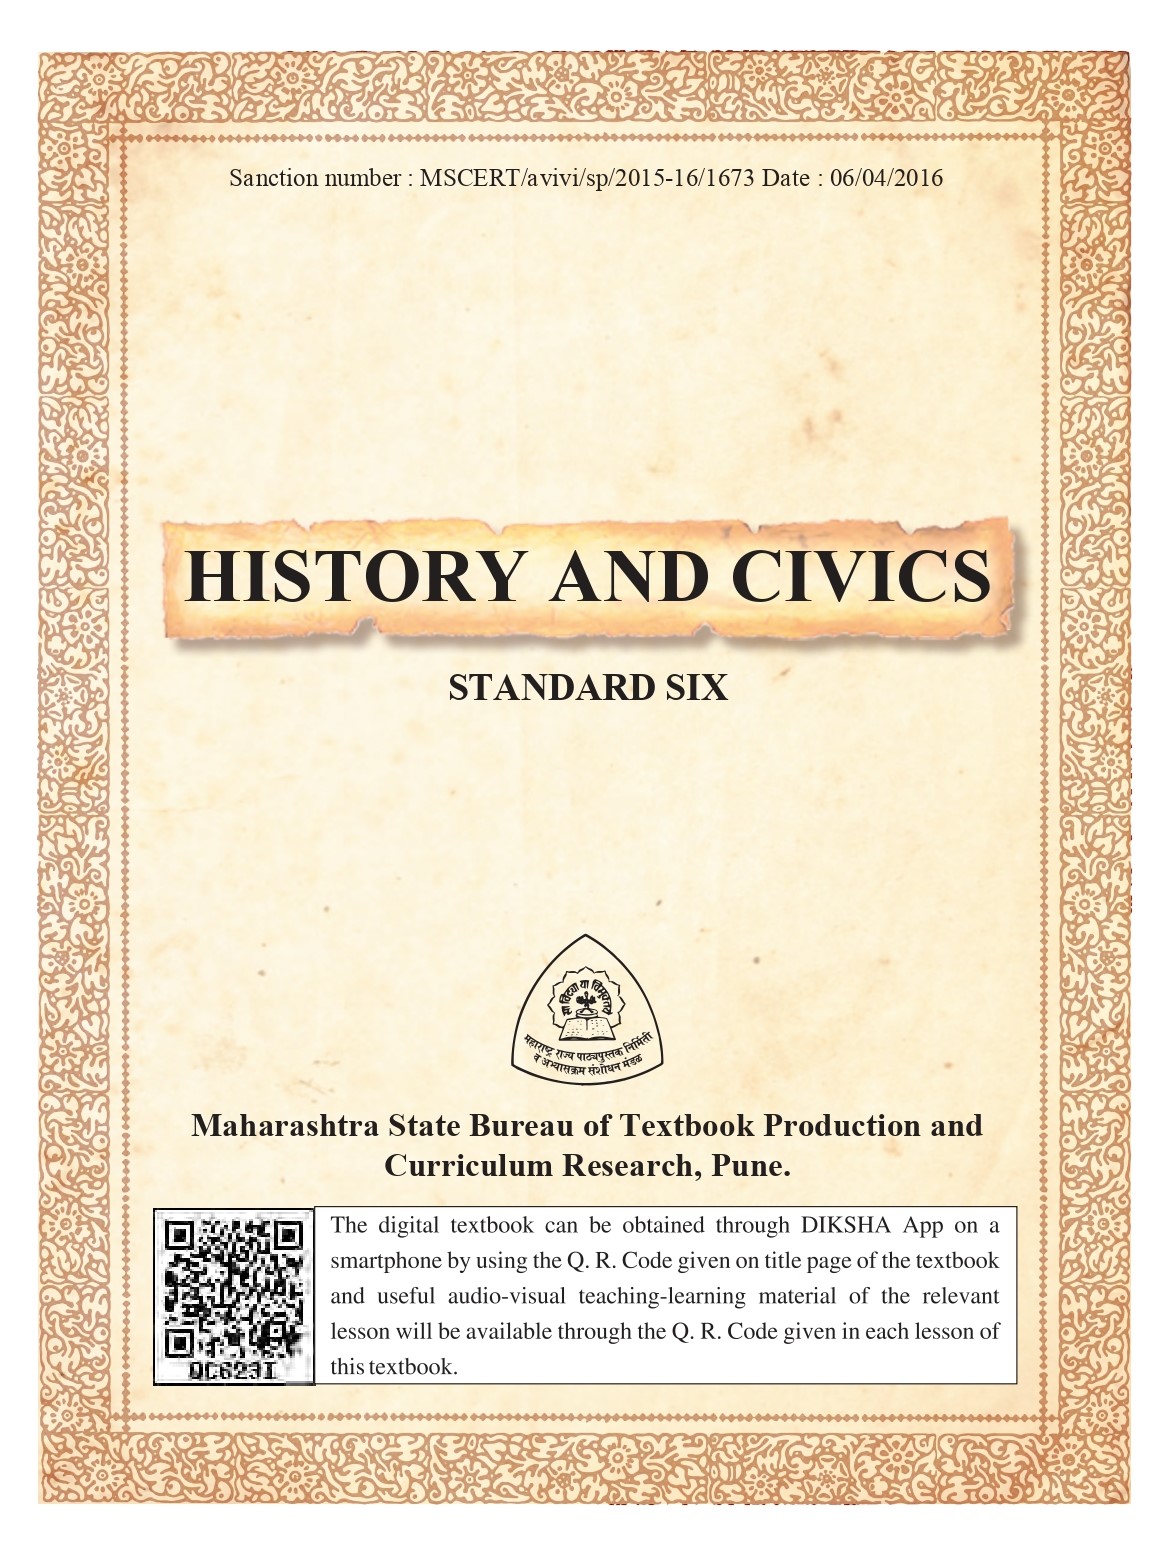 Sanction number : MSCERT/avivi/sp/2015-16/1673 Date : 06/04/2016
HISTORY AND CIVICS
STANDARD SIX
महाराष्ट्र राज्य पाठ्यपुस्तक निर्मिती
व अभ्यासक्रम संशोधन मंडळ
Maharashtra State Bureau of Textbook Production and
Curriculum Research, Pune.
The digital textbook can be obtained through DIKSHA App on a
smartphone by using the Q. R. Code given on title page of the textbook
and useful audio-visual teaching-learning material of the relevant
lesson will be available through the Q. R. Code given in each lesson of
this textbook.